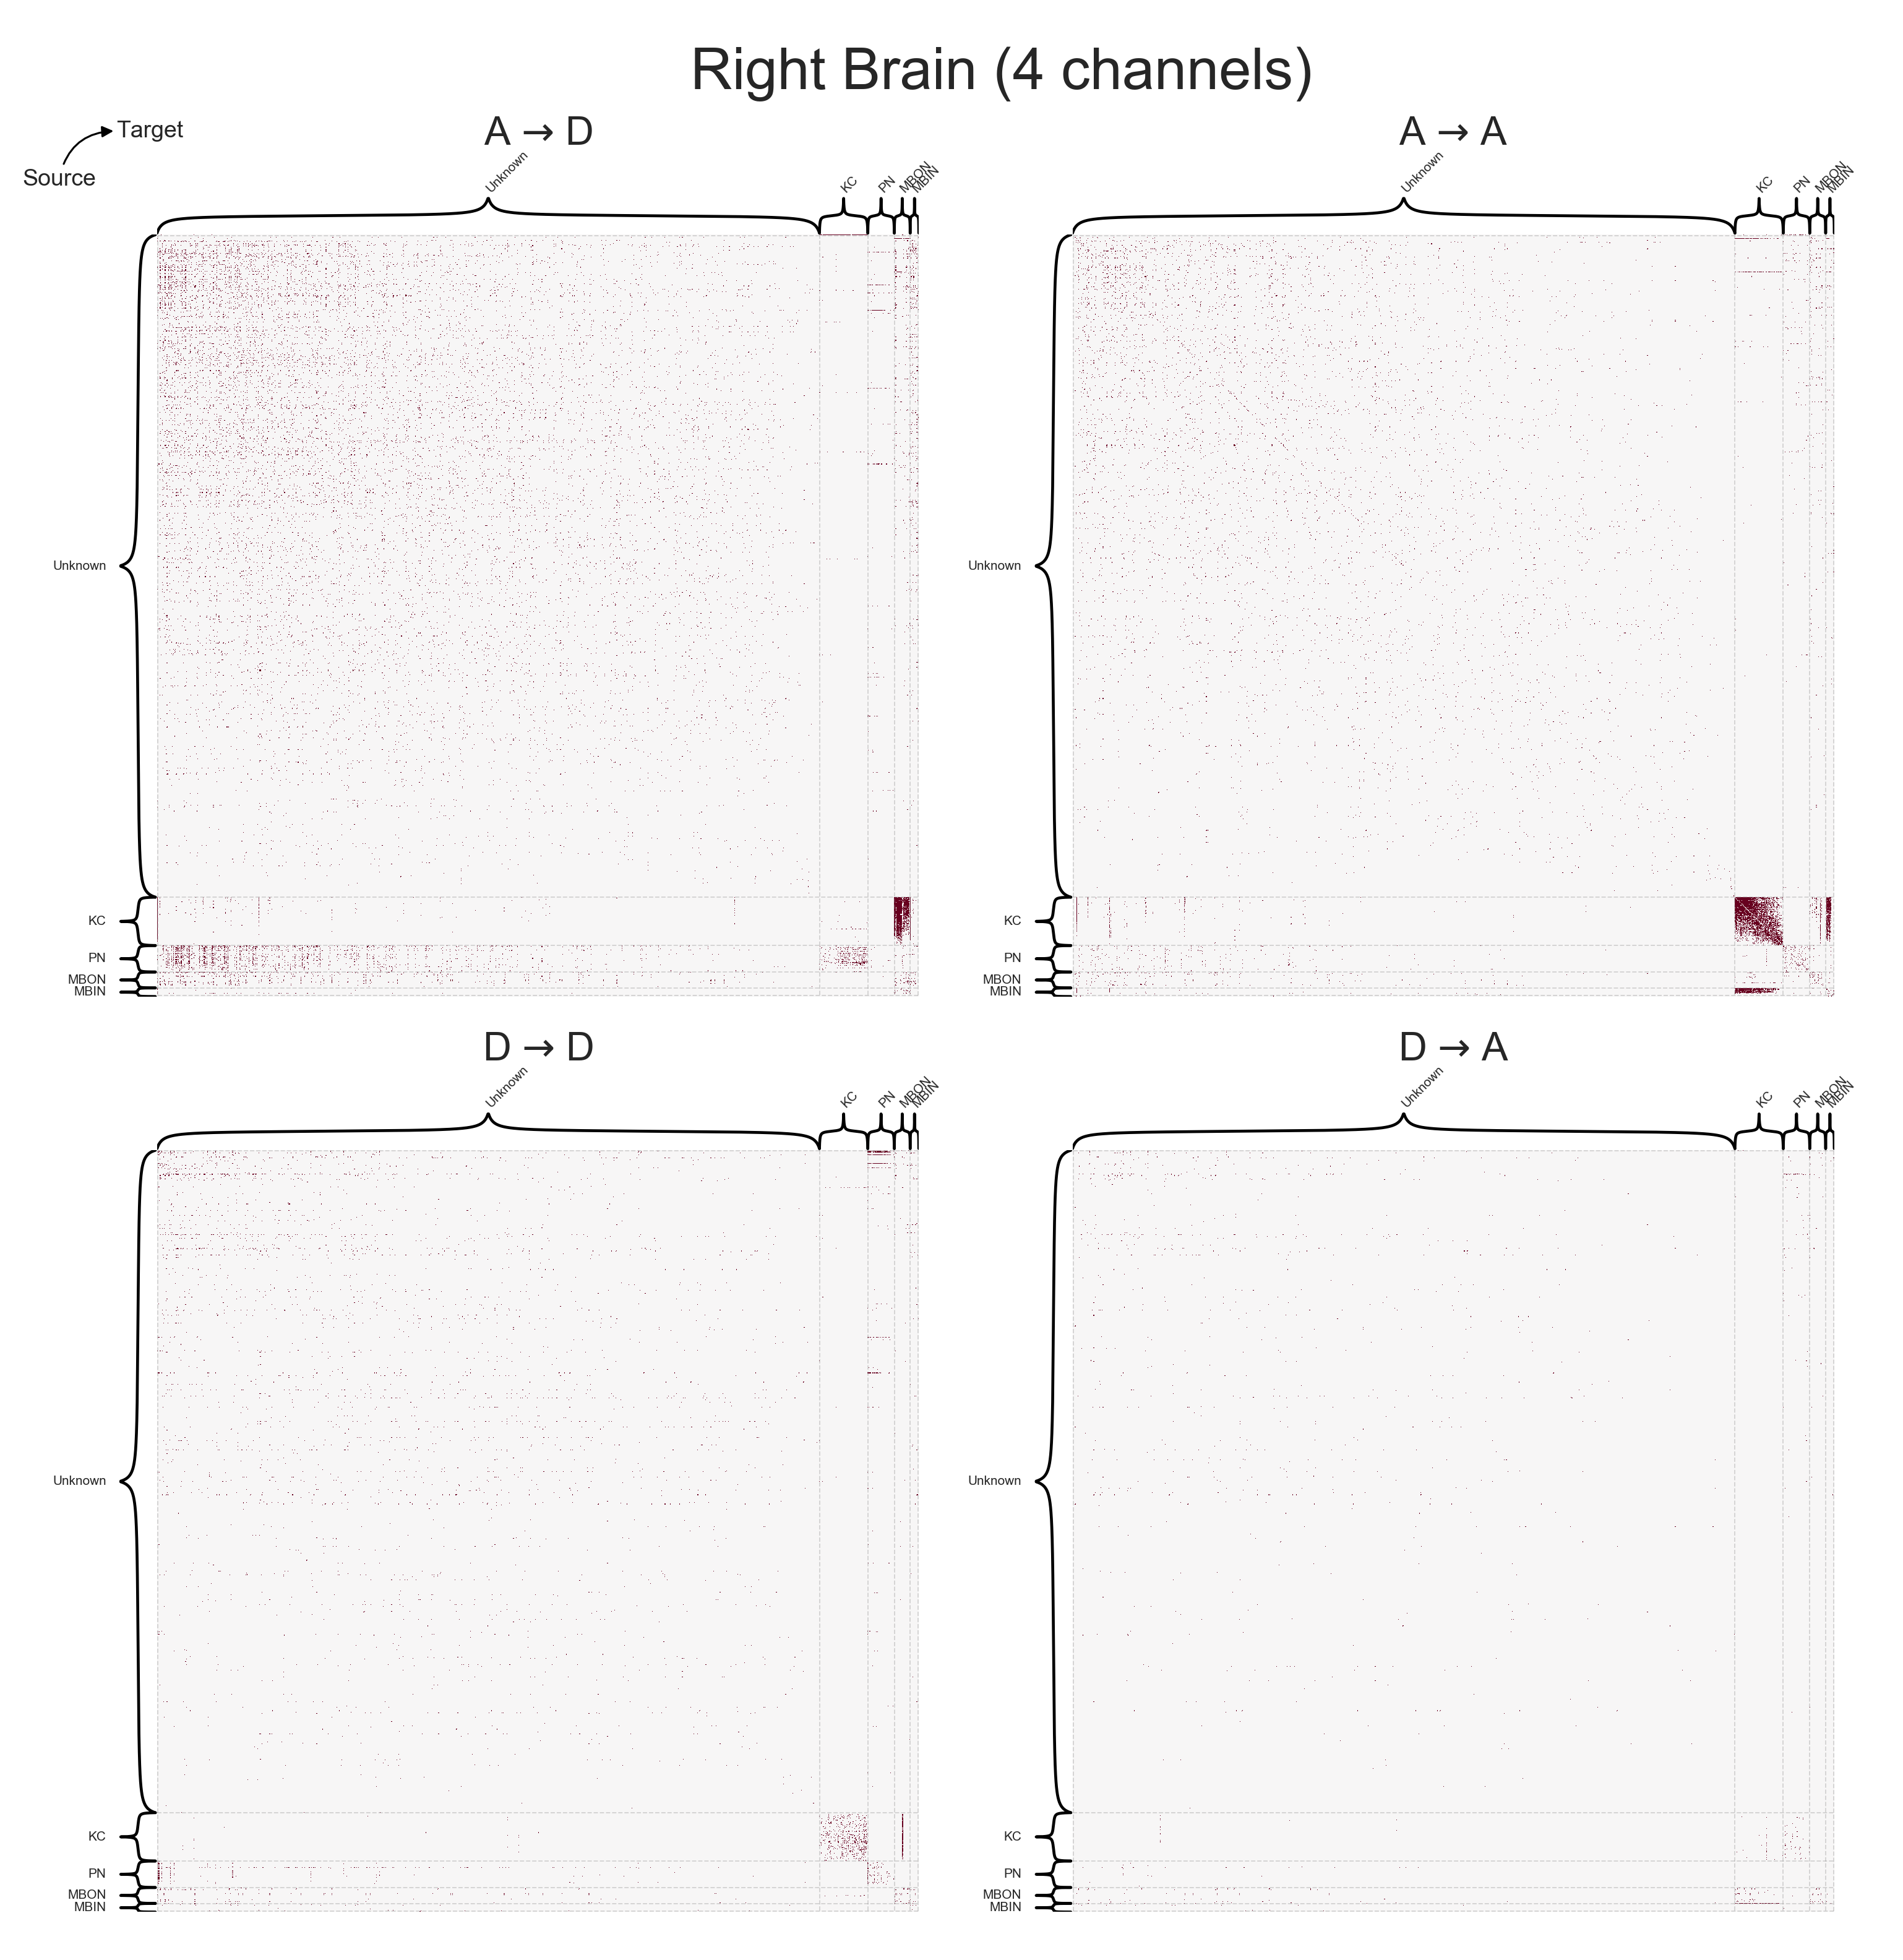 Right Brain (4 channels)
Target
Source
A → D
Unknown
KC
PN
MBON
MBIN
Unknown
KC
PN
MBON
MBIN
A → A
Unknown
KC
PN
MBON
MBIN
Unknown
KC
PN
MBON
MBIN
D → D
Unknown
KC
PN
MBON
MBIN
Unknown
KC
PN
MBON
MBIN
D → A
Unknown
KC
PN
MBON
MBIN
Unknown
KC
PN
MBON
MBIN